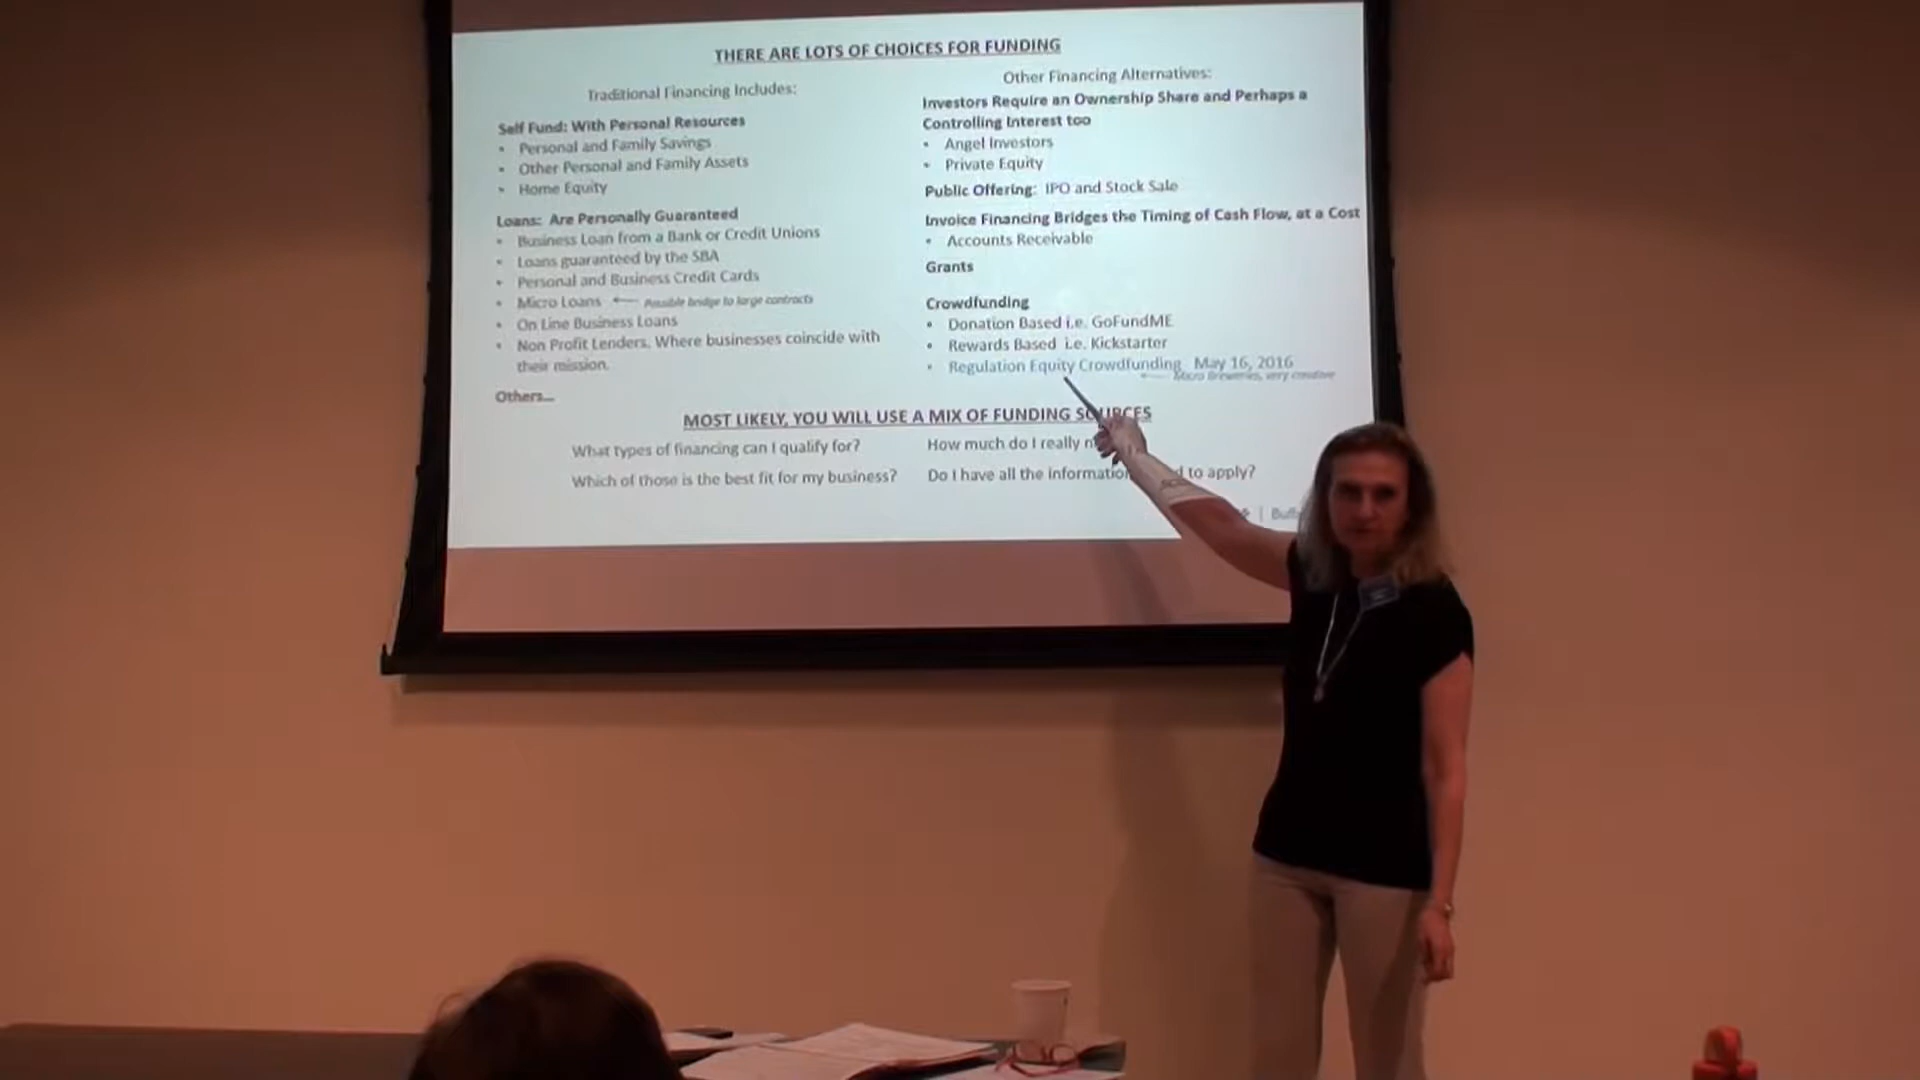 THERE ARE LOTS OF CHOICES FOR FUNDING
Traditional Financing Includes:
Self Fund: With Personal Resources
• Personal and Family Savings
• Other Personal and Family Assets
• Home Equity
Loans: Are Personally Guaranteed
• Business Loan from a Bank or Credit Unions
• Loans guaranteed by the SBA
• Personal and Business Credit Cards
• Micro Loans ← Possible bridge to large contracts
• On Line Business Loans
• Non Profit Lenders. Where businesses coincide with
their mission.
Others...
Other Financing Alternatives:
Investors Require an Ownership Share and Perhaps a
Controlling Interest too
• Angel Investors
• Private Equity
Public Offering: IPO and Stock Sale
Invoice Financing Bridges the Timing of Cash Flow, at a Cost
• Accounts Receivable
Grants
Crowdfunding
• Donation Based i.e. GoFundME
• Rewards Based i.e. Kickstarter
• Regulation Equity Crowdfunding May 16, 2016
← Micro Breweries, very creative
MOST LIKELY, YOU WILL USE A MIX OF FUNDING SOURCES
What types of financing can I qualify for? How much do I really
Which of those is the best fit for my business? Do I have all the information to apply?